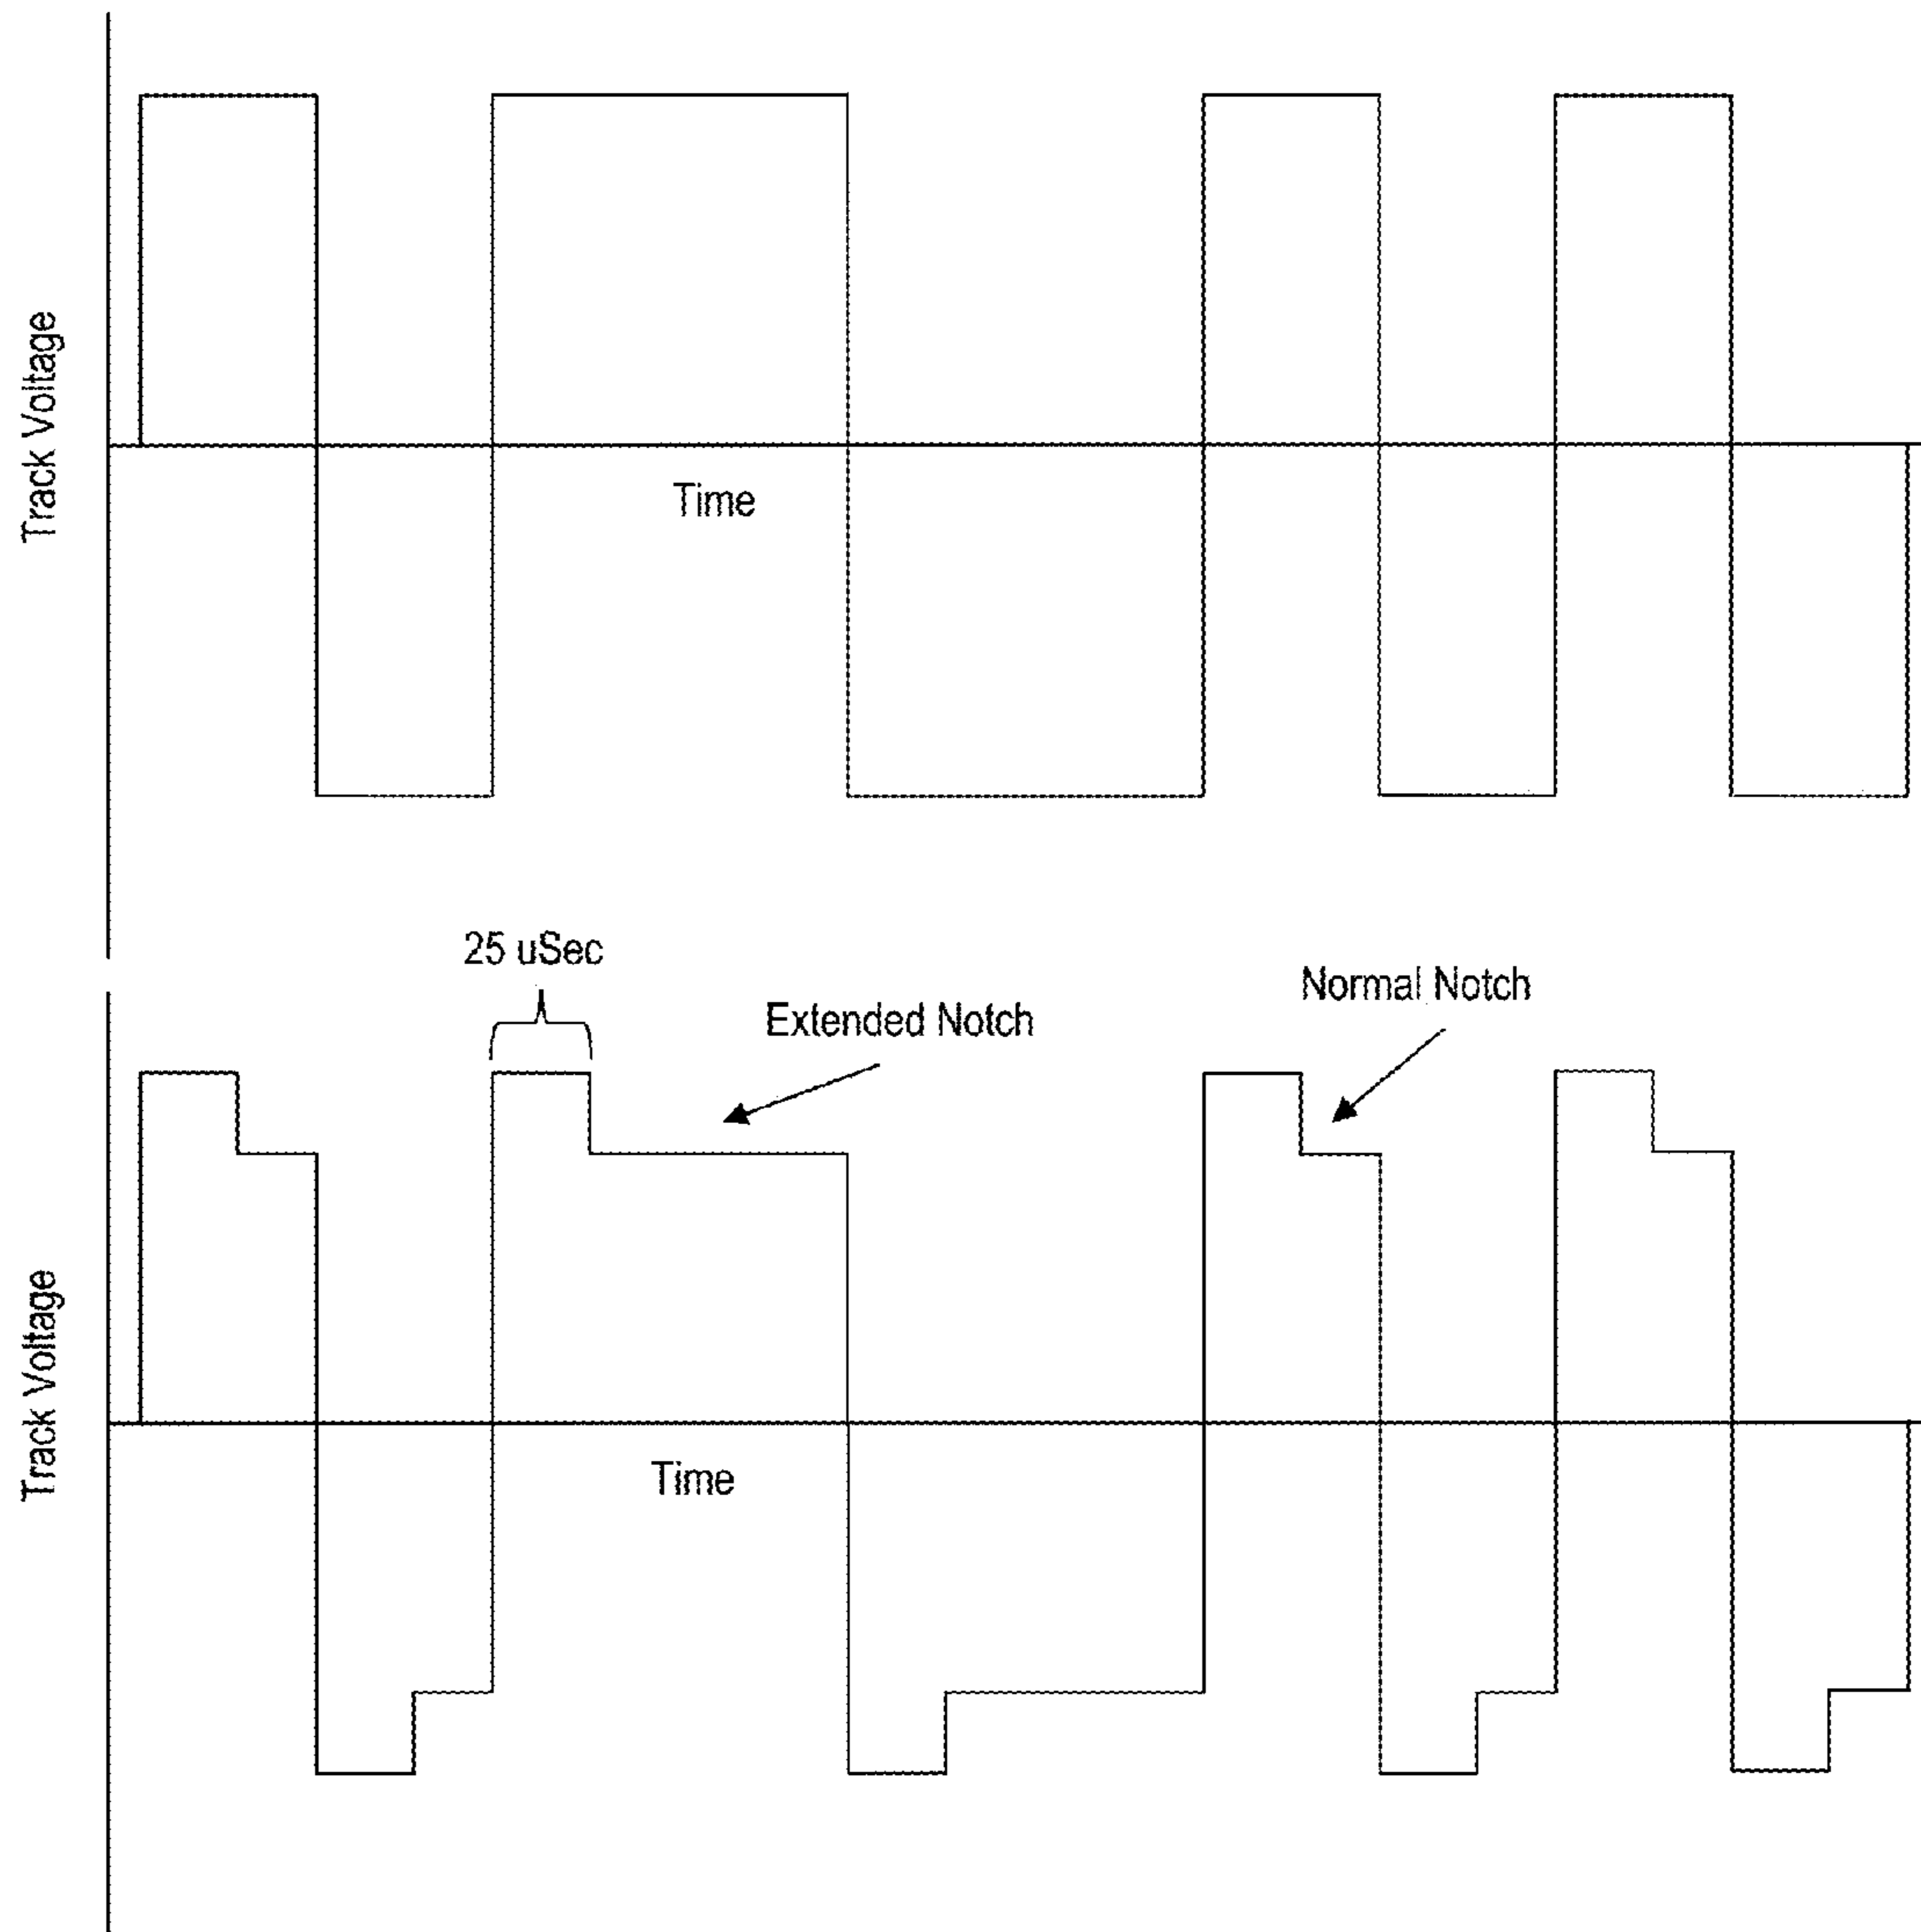 Track Voltage
Time
25 uSec
Extended Notch
Normal Notch
Track Voltage
Time